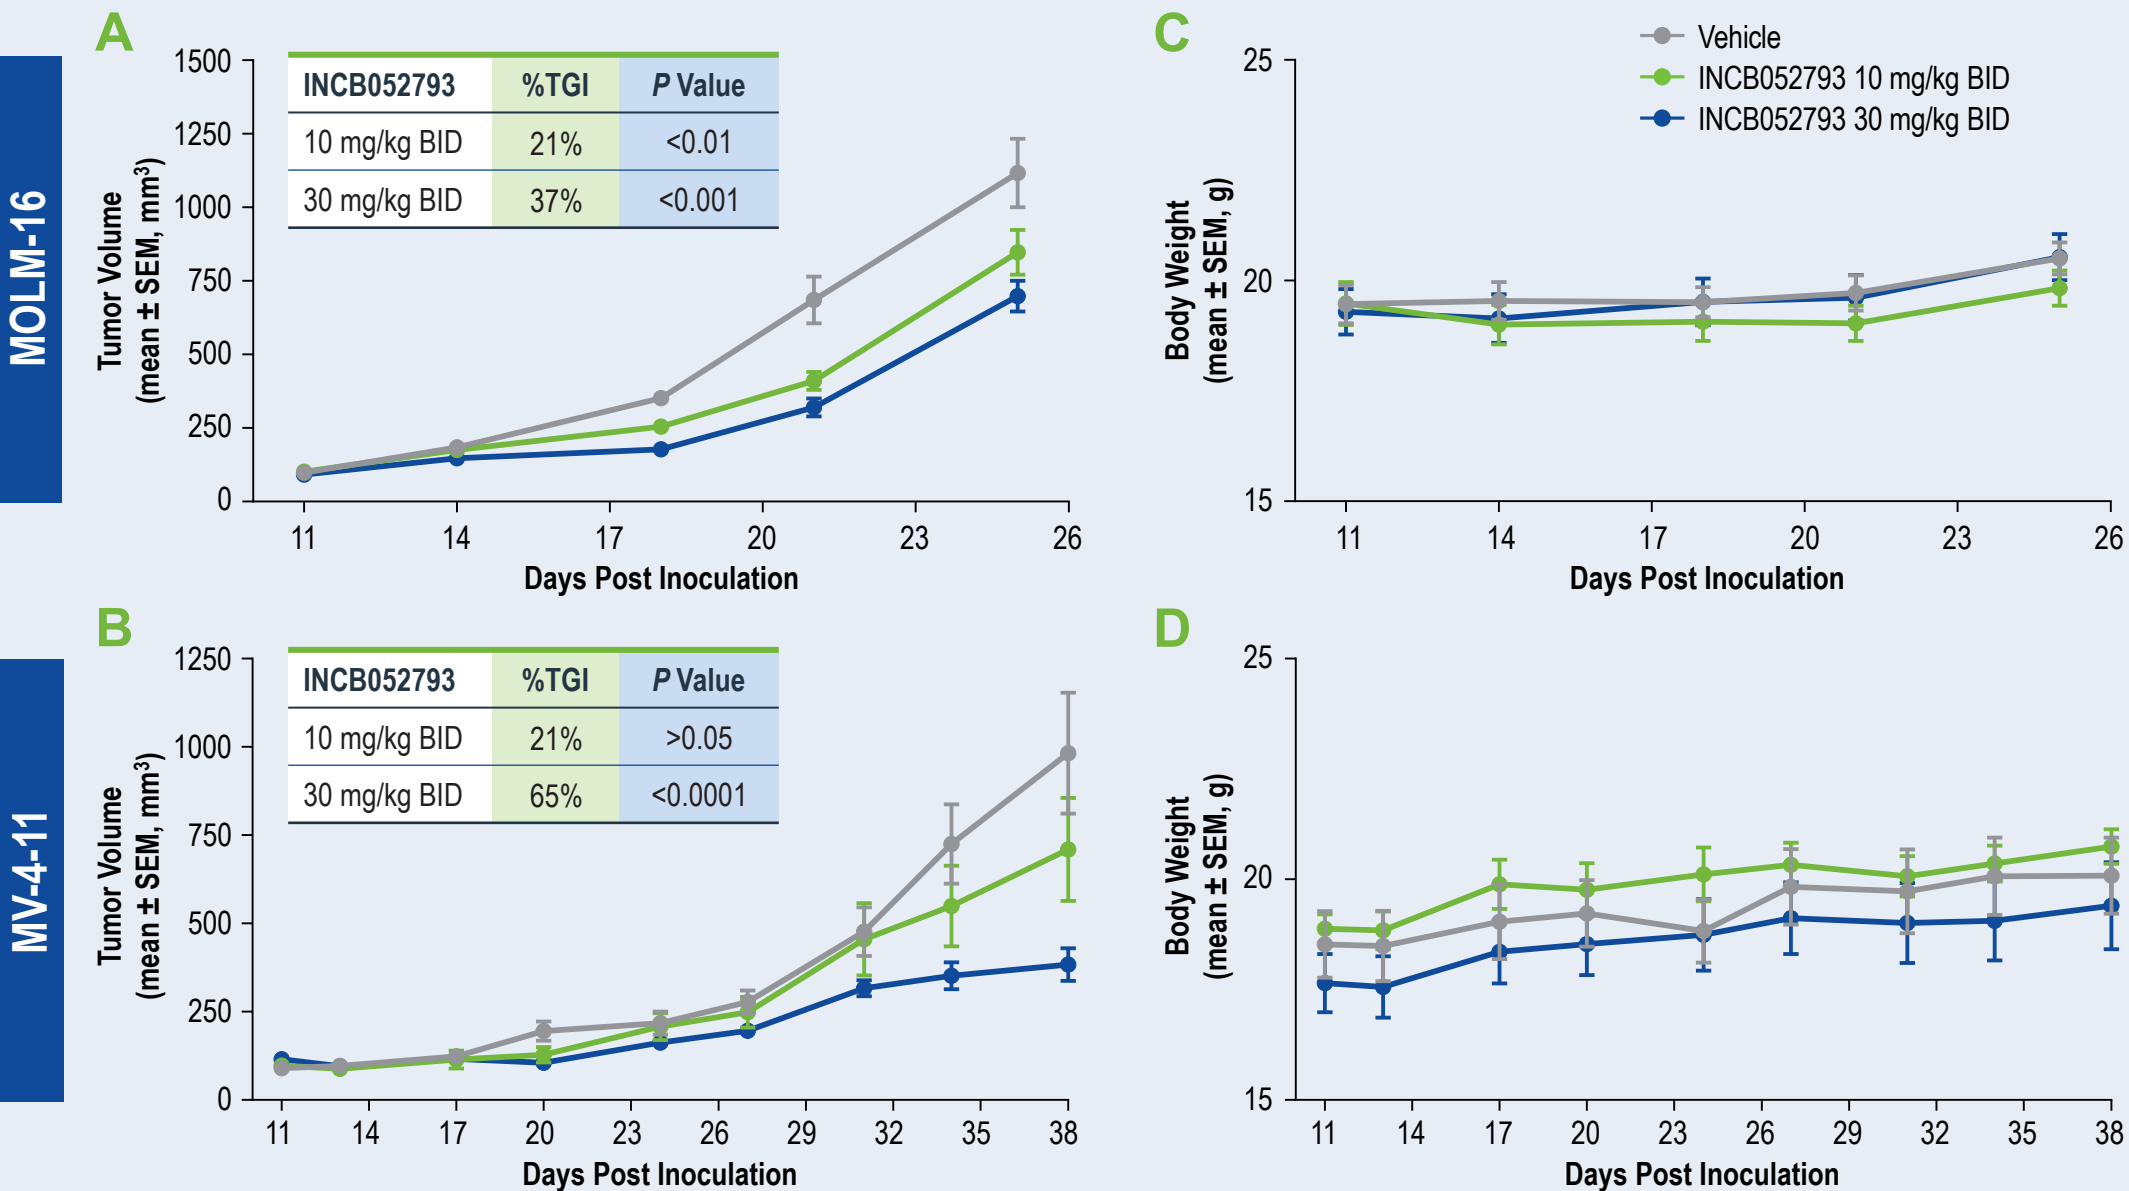 MOLM-16
A
Tumor Volume
(mean ± SEM, mm³)
1500
1250
1000
750
500
250
0
INCB052793 %TGI P Value
10 mg/kg BID 21% <0.01
30 mg/kg BID 37% <0.001
11 14 17 20 23 26
Days Post Inoculation
C
Vehicle
INCB052793 10 mg/kg BID
INCB052793 30 mg/kg BID
Body Weight
(mean ± SEM, g)
25
20
15
11 14 17 20 23 26
Days Post Inoculation
MV-4-11
B
Tumor Volume
(mean ± SEM, mm³)
1250
1000
750
500
250
0
INCB052793 %TGI P Value
10 mg/kg BID 21% >0.05
30 mg/kg BID 65% <0.0001
11 14 17 20 23 26 29 32 35 38
Days Post Inoculation
D
Body Weight
(mean ± SEM, g)
25
20
15
11 14 17 20 23 26 29 32 35 38
Days Post Inoculation